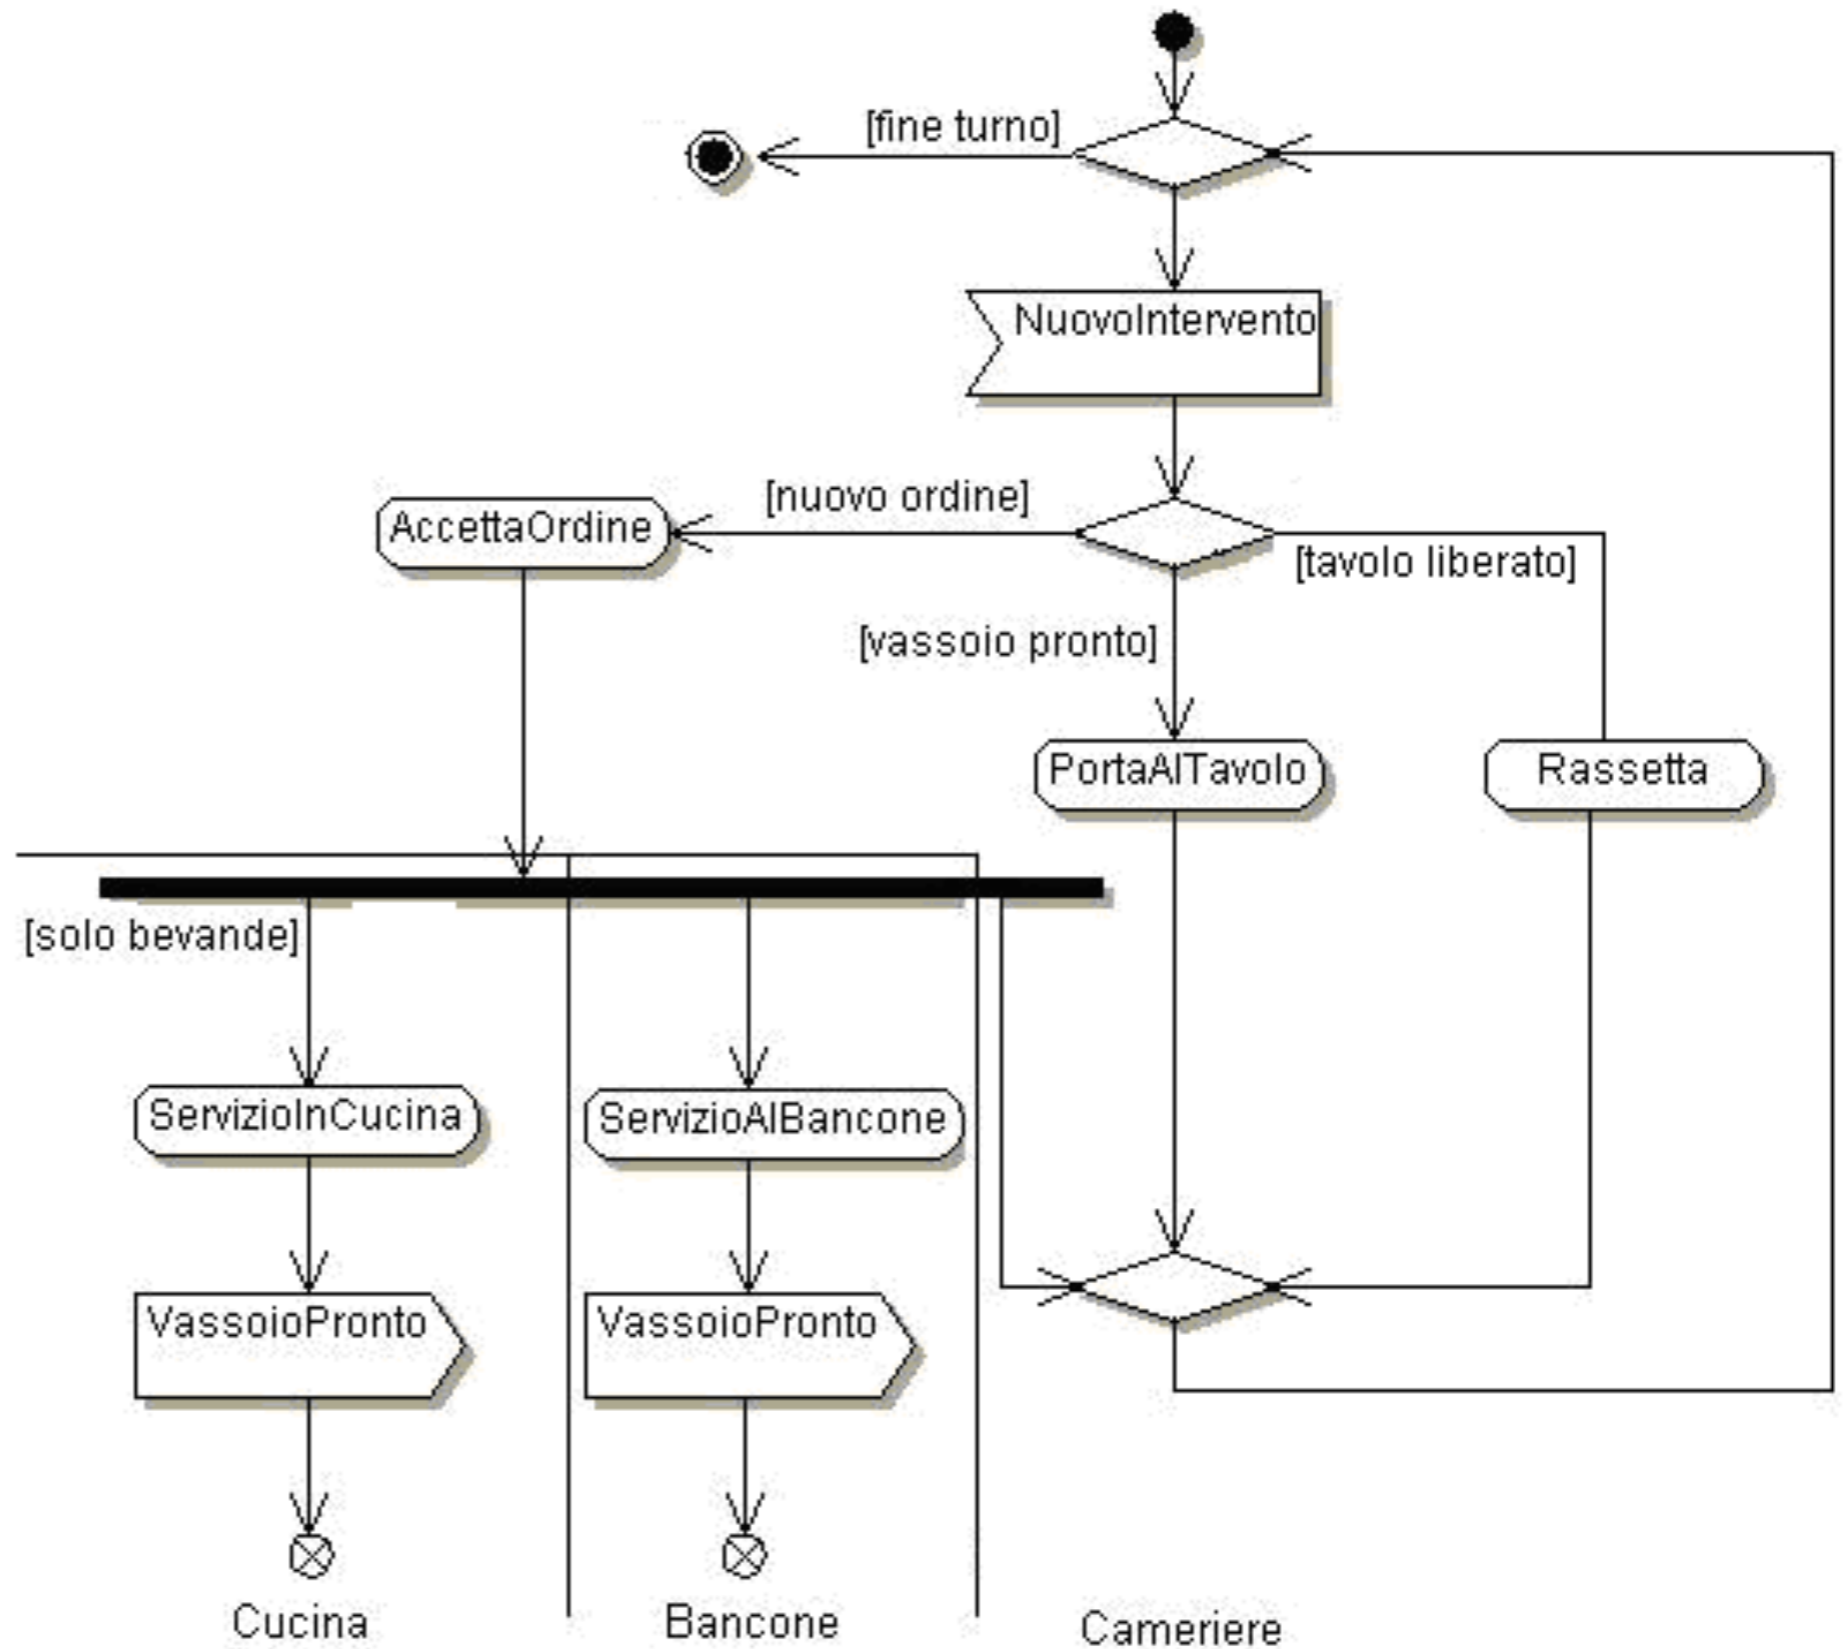 [fine turno]
NuovoIntervento
[nuovo ordine]
AccettaOrdine
[tavolo liberato]
[vassoio pronto]
PortaAlTavolo
Rassetta
[solo bevande]
ServizioInCucina
ServizioAlBancone
VassoioPronto
VassoioPronto
Cucina
Bancone
Cameriere